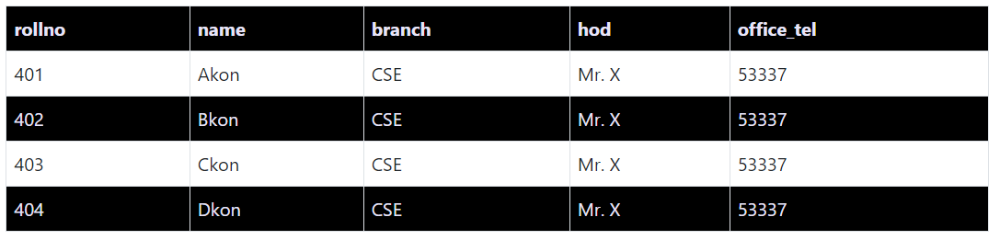 rollno name branch hod office_tel
401 Akon CSE Mr. X 53337
402 Bkon CSE Mr. X 53337
403 Ckon CSE Mr. X 53337
404 Dkon CSE Mr. X 53337